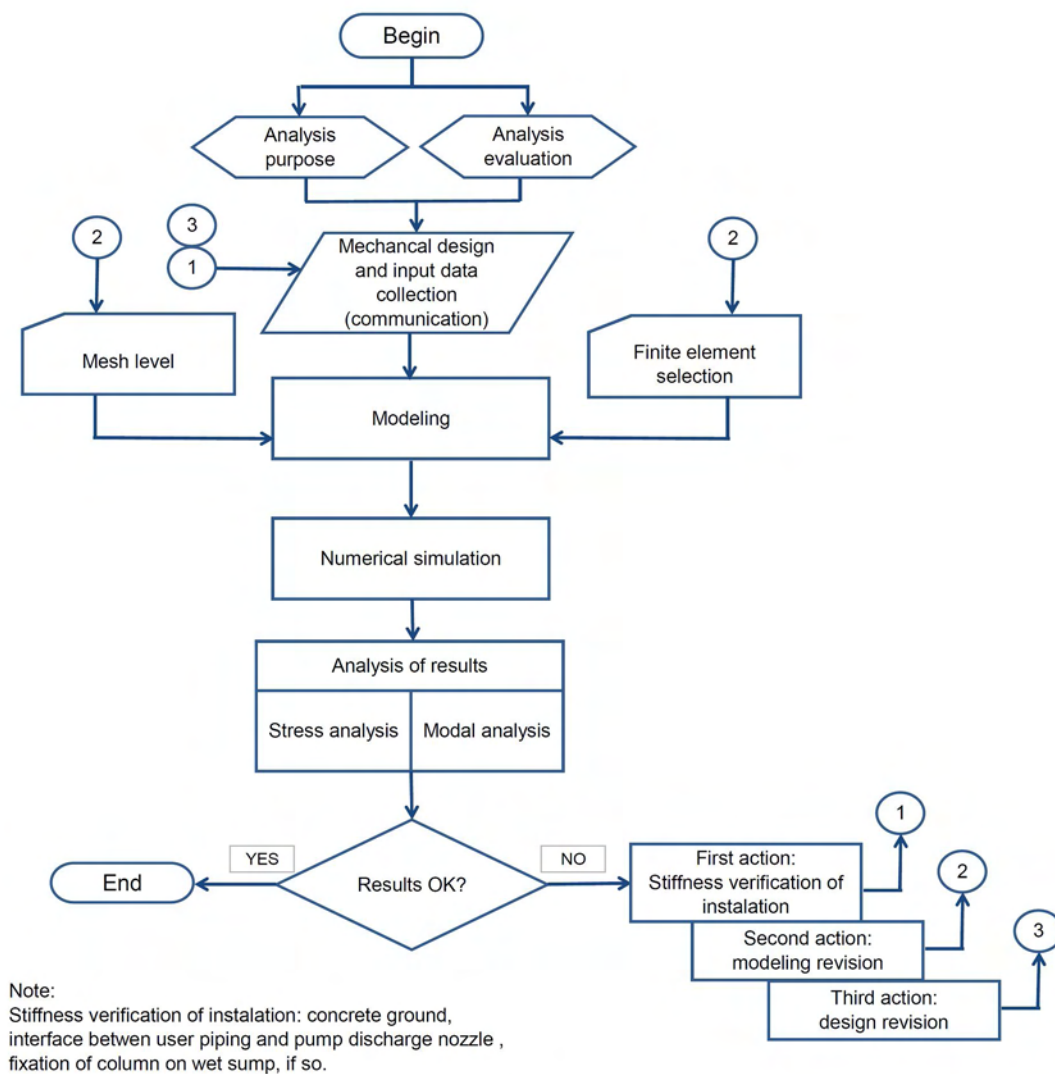 Begin
Analysis
purpose
Analysis
evaluation
3
1
2
2
Mechancal design
and input data
collection
(communication)
Mesh level
Finite element
selection
Modeling
Numerical simulation
Analysis of results
Stress analysis
Modal analysis
YES
NO
End
Results OK?
First action:
Stiffness verification of
instalation
1
Second action:
modeling revision
2
Third action:
design revision
3
Note:
Stiffness verification of instalation: concrete ground,
interface betwen user piping and pump discharge nozzle ,
fixation of column on wet sump, if so.